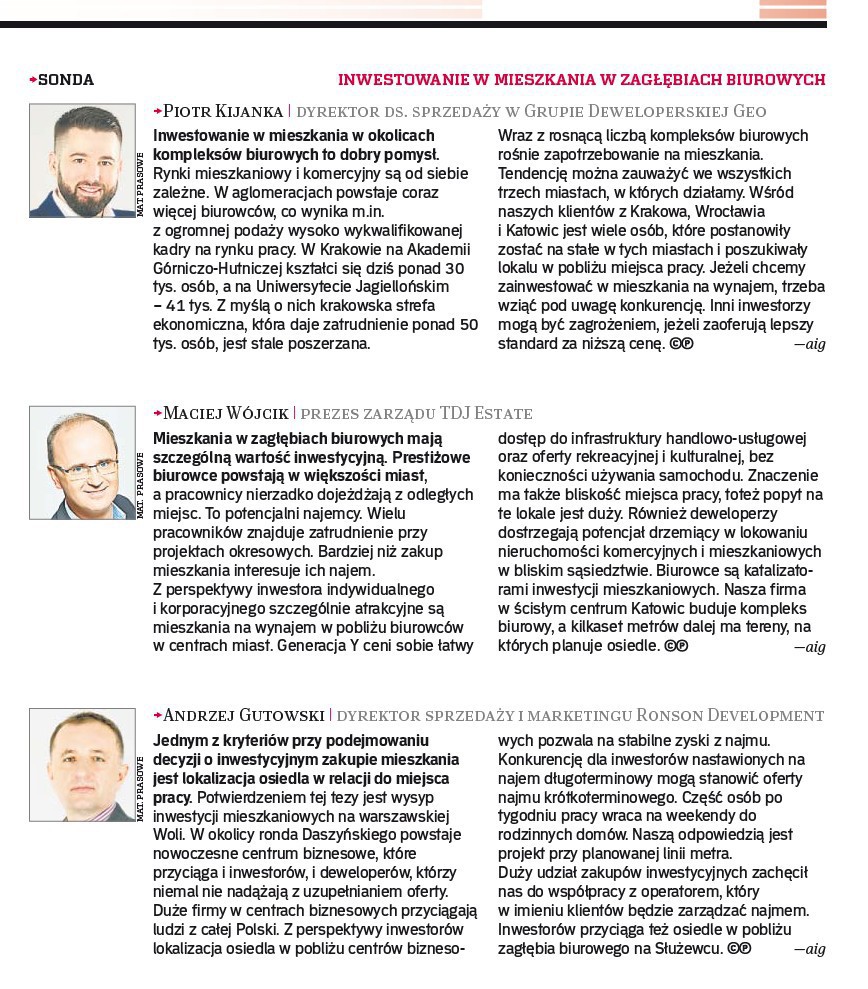 ➔SONDA
INWESTOWANIE W MIESZKANIA W ZAGŁĘBIACH BIUROWYCH
MAT. PRASOWE
➔PIOTR KIJANKA | DYREKTOR DS. SPRZEDAŻY W GRUPIE DEWELOPERSKIEJ GEO
Inwestowanie w mieszkania w okolicach
kompleksów biurowych to dobry pomysł.
Rynki mieszkaniowy i komercyjny są od siebie
zależne. W aglomeracjach powstaje coraz
więcej biurowców, co wynika m.in.
z ogromnej podaży wysoko wykwalifikowanej
kadry na rynku pracy. W Krakowie na Akademii
Górniczo-Hutniczej kształci się dziś ponad 30
tys. osób, a na Uniwersytecie Jagiellońskim
– 41 tys. Z myślą o nich krakowska strefa
ekonomiczna, która daje zatrudnienie ponad 50
tys. osób, jest stale poszerzana.
Wraz z rosnącą liczbą kompleksów biurowych
rośnie zapotrzebowanie na mieszkania.
Tendencję można zauważyć we wszystkich
trzech miastach, w których działamy. Wśród
naszych klientów z Krakowa, Wrocławia
i Katowic jest wiele osób, które postanowiły
zostać na stałe w tych miastach i poszukiwały
lokalu w pobliżu miejsca pracy. Jeżeli chcemy
zainwestować w mieszkania na wynajem, trzeba
wziąć pod uwagę konkurencję. Inni inwestorzy
mogą być zagrożeniem, jeżeli zaoferują lepszy
standard za niższą cenę. ©℗ —aig
MAT. PRASOWE
➔MACIEJ WÓJCIK | PREZES ZARZĄDU TDJ ESTATE
Mieszkania w zagłębiach biurowych mają
szczególną wartość inwestycyjną. Prestiżowe
biurowce powstają w większości miast,
a pracownicy nierzadko dojeżdżają z odległych
miejsc. To potencjalni najemcy. Wielu
pracowników znajduje zatrudnienie przy
projektach okresowych. Bardziej niż zakup
mieszkania interesuje ich najem.
Z perspektywy inwestora indywidualnego
i korporacyjnego szczególnie atrakcyjne są
mieszkania na wynajem w pobliżu biurowców
w centrach miast. Generacja Y ceni sobie łatwy
dostęp do infrastruktury handlowo-usługowej
oraz oferty rekreacyjnej i kulturalnej, bez
konieczności używania samochodu. Znaczenie
ma także bliskość miejsca pracy, toteż popyt na
te lokale jest duży. Również deweloperzy
dostrzegają potencjał drzemiący w lokowaniu
nieruchomości komercyjnych i mieszkaniowych
w bliskim sąsiedztwie. Biurowce są katalizato-
rami inwestycji mieszkaniowych. Nasza firma
w ścisłym centrum Katowic buduje kompleks
biurowy, a kilkaset metrów dalej ma tereny, na
których planuje osiedle. ©℗ —aig
MAT. PRASOWE
➔ANDRZEJ GUTOWSKI | DYREKTOR SPRZEDAŻY I MARKETINGU RONSON DEVELOPMENT
Jednym z kryteriów przy podejmowaniu
decyzji o inwestycyjnym zakupie mieszkania
jest lokalizacja osiedla w relacji do miejsca
pracy. Potwierdzeniem tej tezy jest wysyp
inwestycji mieszkaniowych na warszawskiej
Woli. W okolicy ronda Daszyńskiego powstaje
nowoczesne centrum biznesowe, które
przyciąga i inwestorów, i deweloperów, którzy
niemal nie nadążają z uzupełnianiem oferty.
Duże firmy w centrach biznesowych przyciągają
ludzi z całej Polski. Z perspektywy inwestorów
lokalizacja osiedla w pobliżu centrów bizneso-
wych pozwala na stabilne zyski z najmu.
Konkurencję dla inwestorów nastawionych na
najem długoterminowy mogą stanowić oferty
najmu krótkoterminowego. Część osób po
tygodniu pracy wraca na weekendy do
rodzinnych domów. Naszą odpowiedzią jest
projekt przy planowanej linii metra.
Duży udział zakupów inwestycyjnych zachęcił
nas do współpracy z operatorem, który
w imieniu klientów będzie zarządzać najmem.
Inwestorów przyciąga też osiedle w pobliżu
zagłębia biurowego na Służewcu. ©℗ —aig